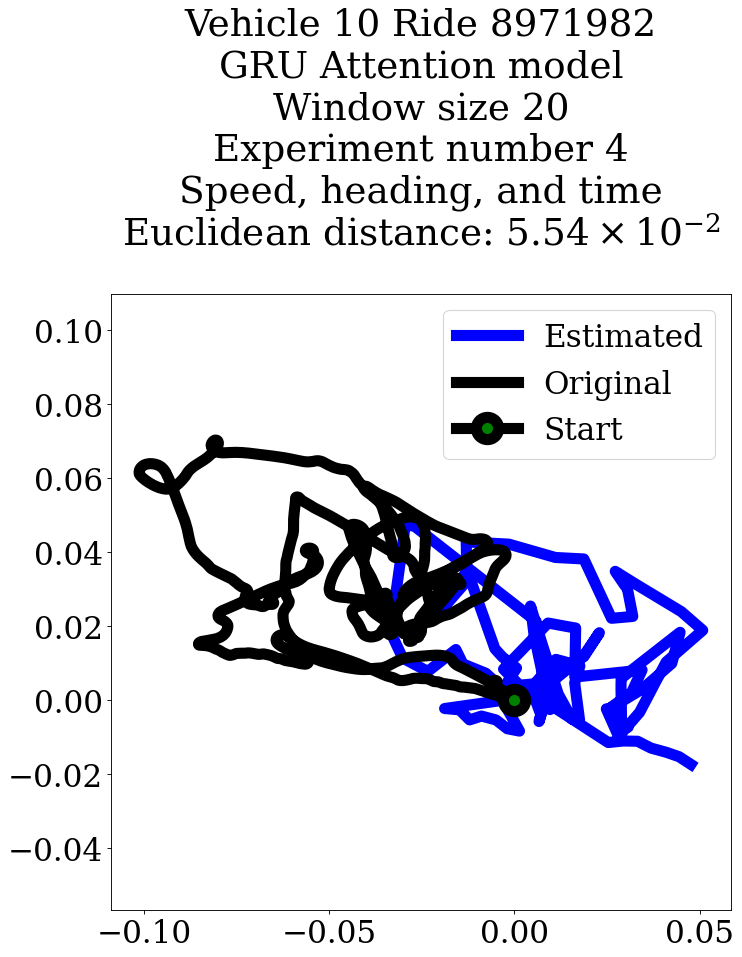 Vehicle 10 Ride 8971982
GRU Attention model
Window size 20
Experiment number 4
Speed, heading, and time
Euclidean distance: 5.54 × 10⁻²
Estimated
Original
Start
0.10
0.08
0.06
0.04
0.02
0.00
−0.02
−0.04
−0.10
−0.05
0.00
0.05